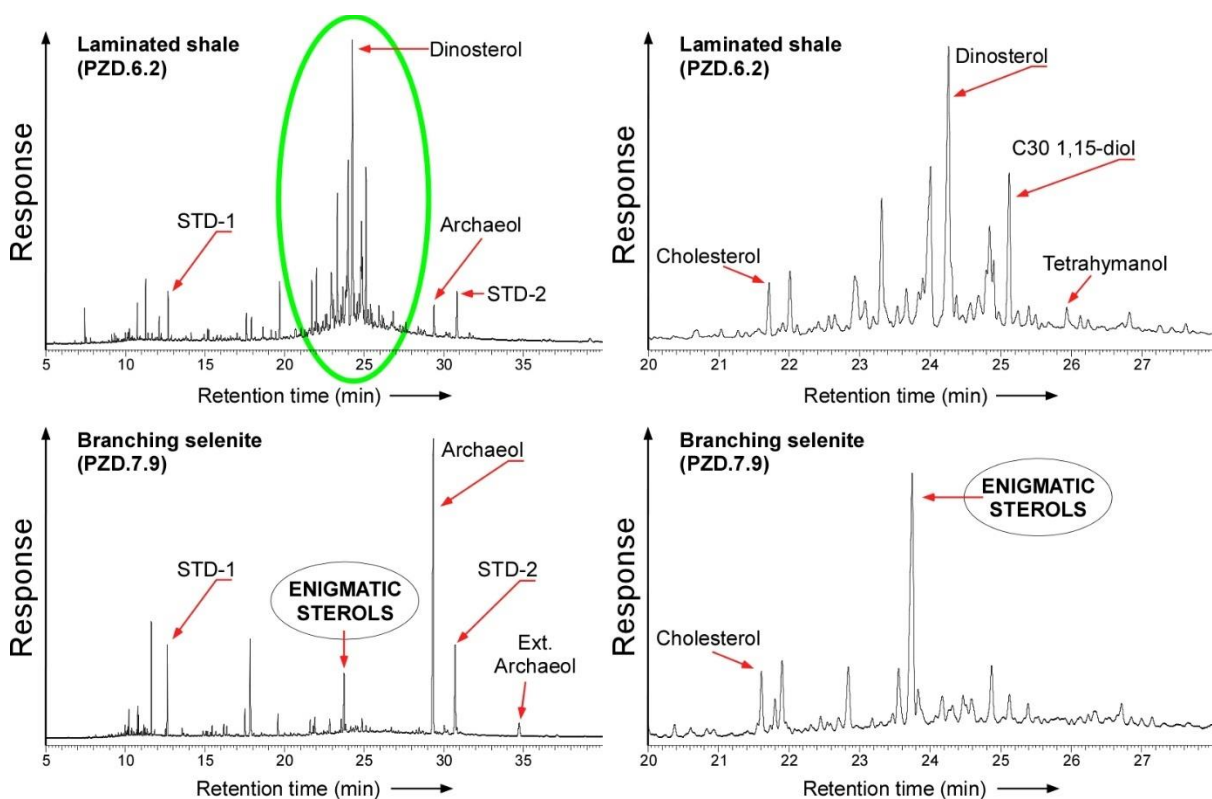 Laminated shale
(PZD.6.2)
Dinosterol
STD-1
Archaeol
STD-2
Response
5 10 15 20 25 30 35
Retention time (min)
Laminated shale
(PZD.6.2)
Dinosterol
C30 1,15-diol
Cholesterol
Tetrahymanol
Response
20 21 22 23 24 25 26 27
Retention time (min)
Branching selenite
(PZD.7.9)
Archaeol
STD-1
ENIGMATIC
STEROLS
STD-2
Ext.
Archaeol
Response
5 10 15 20 25 30 35
Retention time (min)
Branching selenite
(PZD.7.9)
ENIGMATIC
STEROLS
Cholesterol
Response
20 21 22 23 24 25 26 27
Retention time (min)